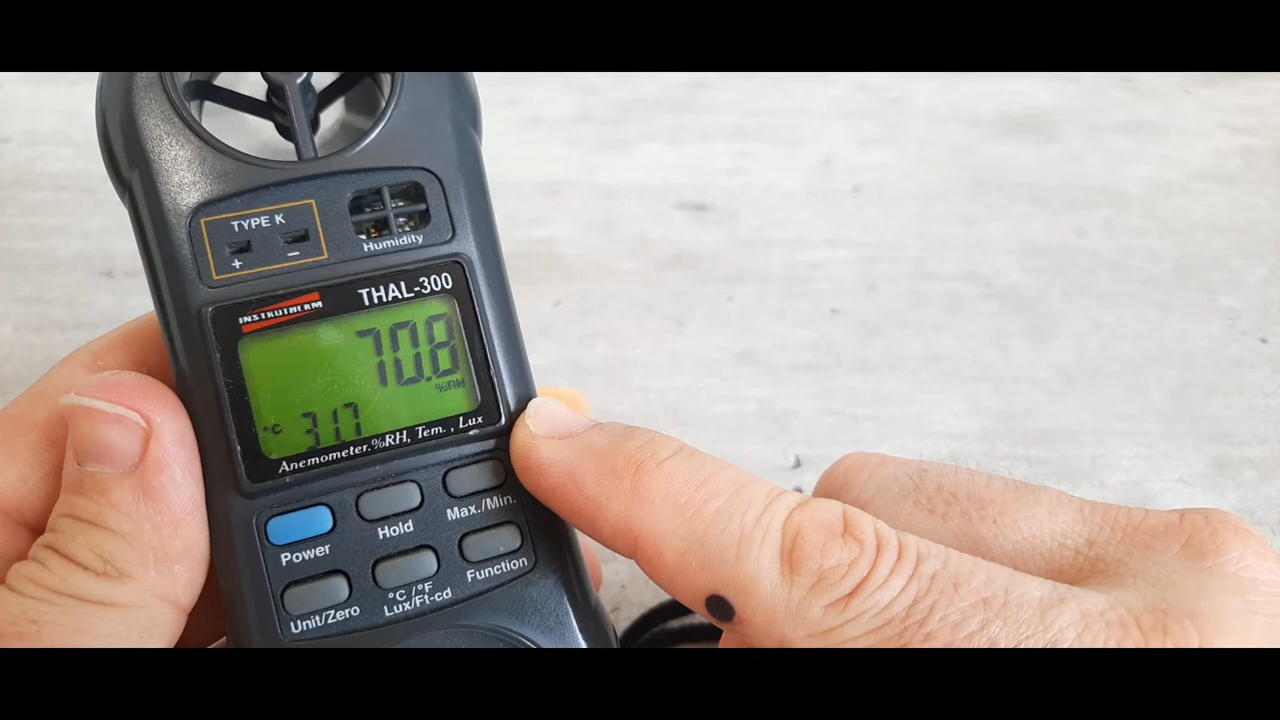 TYPE K
+ −
Humidity
INSTRUTHERM
THAL-300
70.8
%RH
°C 31.7
Anemometer.%RH, Tem. , Lux
Power
Hold
Max./Min.
Unit/Zero
°C /°F
Lux/Ft-cd
Function